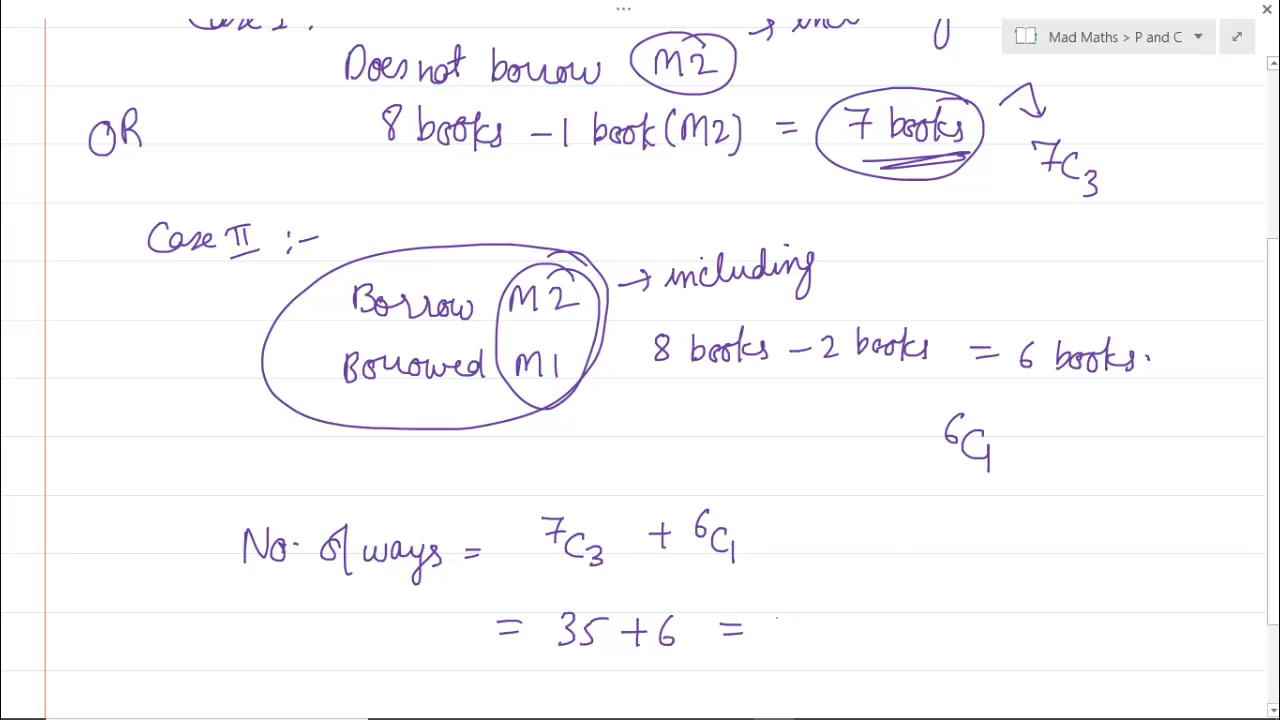 Mad Maths > P and C
Does not borrow M2
OR 8 books - 1 book (M2) = 7 books
7C3
Case II :-
Borrow M2 → including
Borrowed M1 8 books - 2 books = 6 books.
6C1
No. of ways = 7C3 + 6C1
= 35 + 6 =